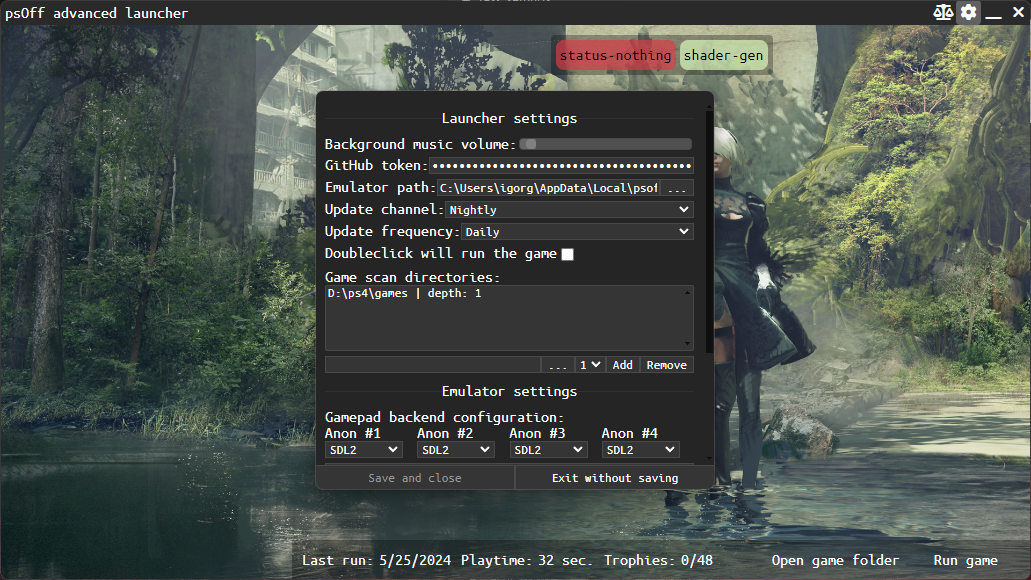 psOff advanced launcher
status-nothing shader-gen
Launcher settings
Background music volume:
GitHub token: •••••••••••••••••••••••••••••••••••••••
Emulator path: C:\Users\igorg\AppData\Local\psof ...
Update channel: Nightly
Update frequency: Daily
Doubleclick will run the game
Game scan directories:
D:\ps4\games | depth: 1
... 1 Add Remove
Emulator settings
Gamepad backend configuration:
Anon #1 Anon #2 Anon #3 Anon #4
SDL2 SDL2 SDL2 SDL2
Save and close Exit without saving
Last run: 5/25/2024 Playtime: 32 sec. Trophies: 0/48 Open game folder Run game